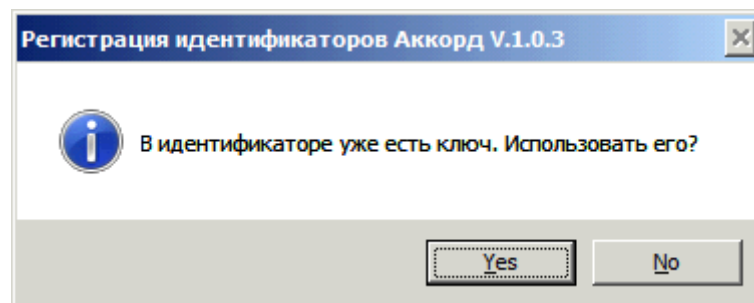 Регистрация идентификаторов Аккорд V.1.0.3
В идентификаторе уже есть ключ. Использовать его?
Yes No